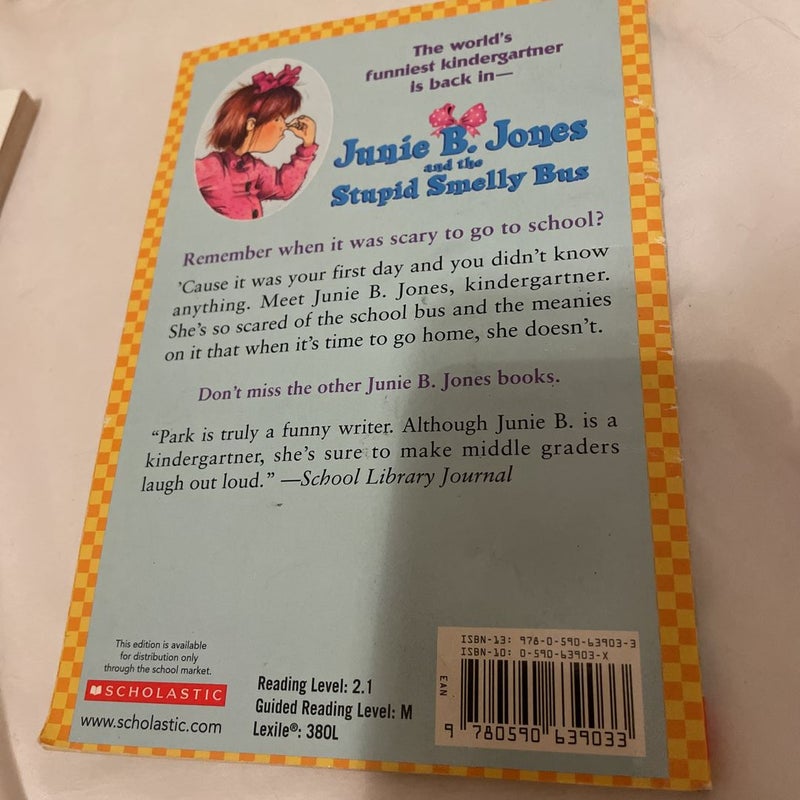 The world's
funniest kindergartner
is back in—
Junie B. Jones
and the
Stupid Smelly Bus
Remember when it was scary to go to school?
'Cause it was your first day and you didn't know
anything. Meet Junie B. Jones, kindergartner.
She's so scared of the school bus and the meanies
on it that when it's time to go home, she doesn't.
Don't miss the other Junie B. Jones books.
“Park is truly a funny writer. Although Junie B. is a
kindergartner, she's sure to make middle graders
laugh out loud.” —School Library Journal
This edition is available
for distribution only
through the school market.
SCHOLASTIC
www.scholastic.com
Reading Level: 2.1
Guided Reading Level: M
Lexile®: 380L
ISBN-13: 978-0-590-63903-3
ISBN-10: 0-590-63903-X
EAN
9 780590 639033